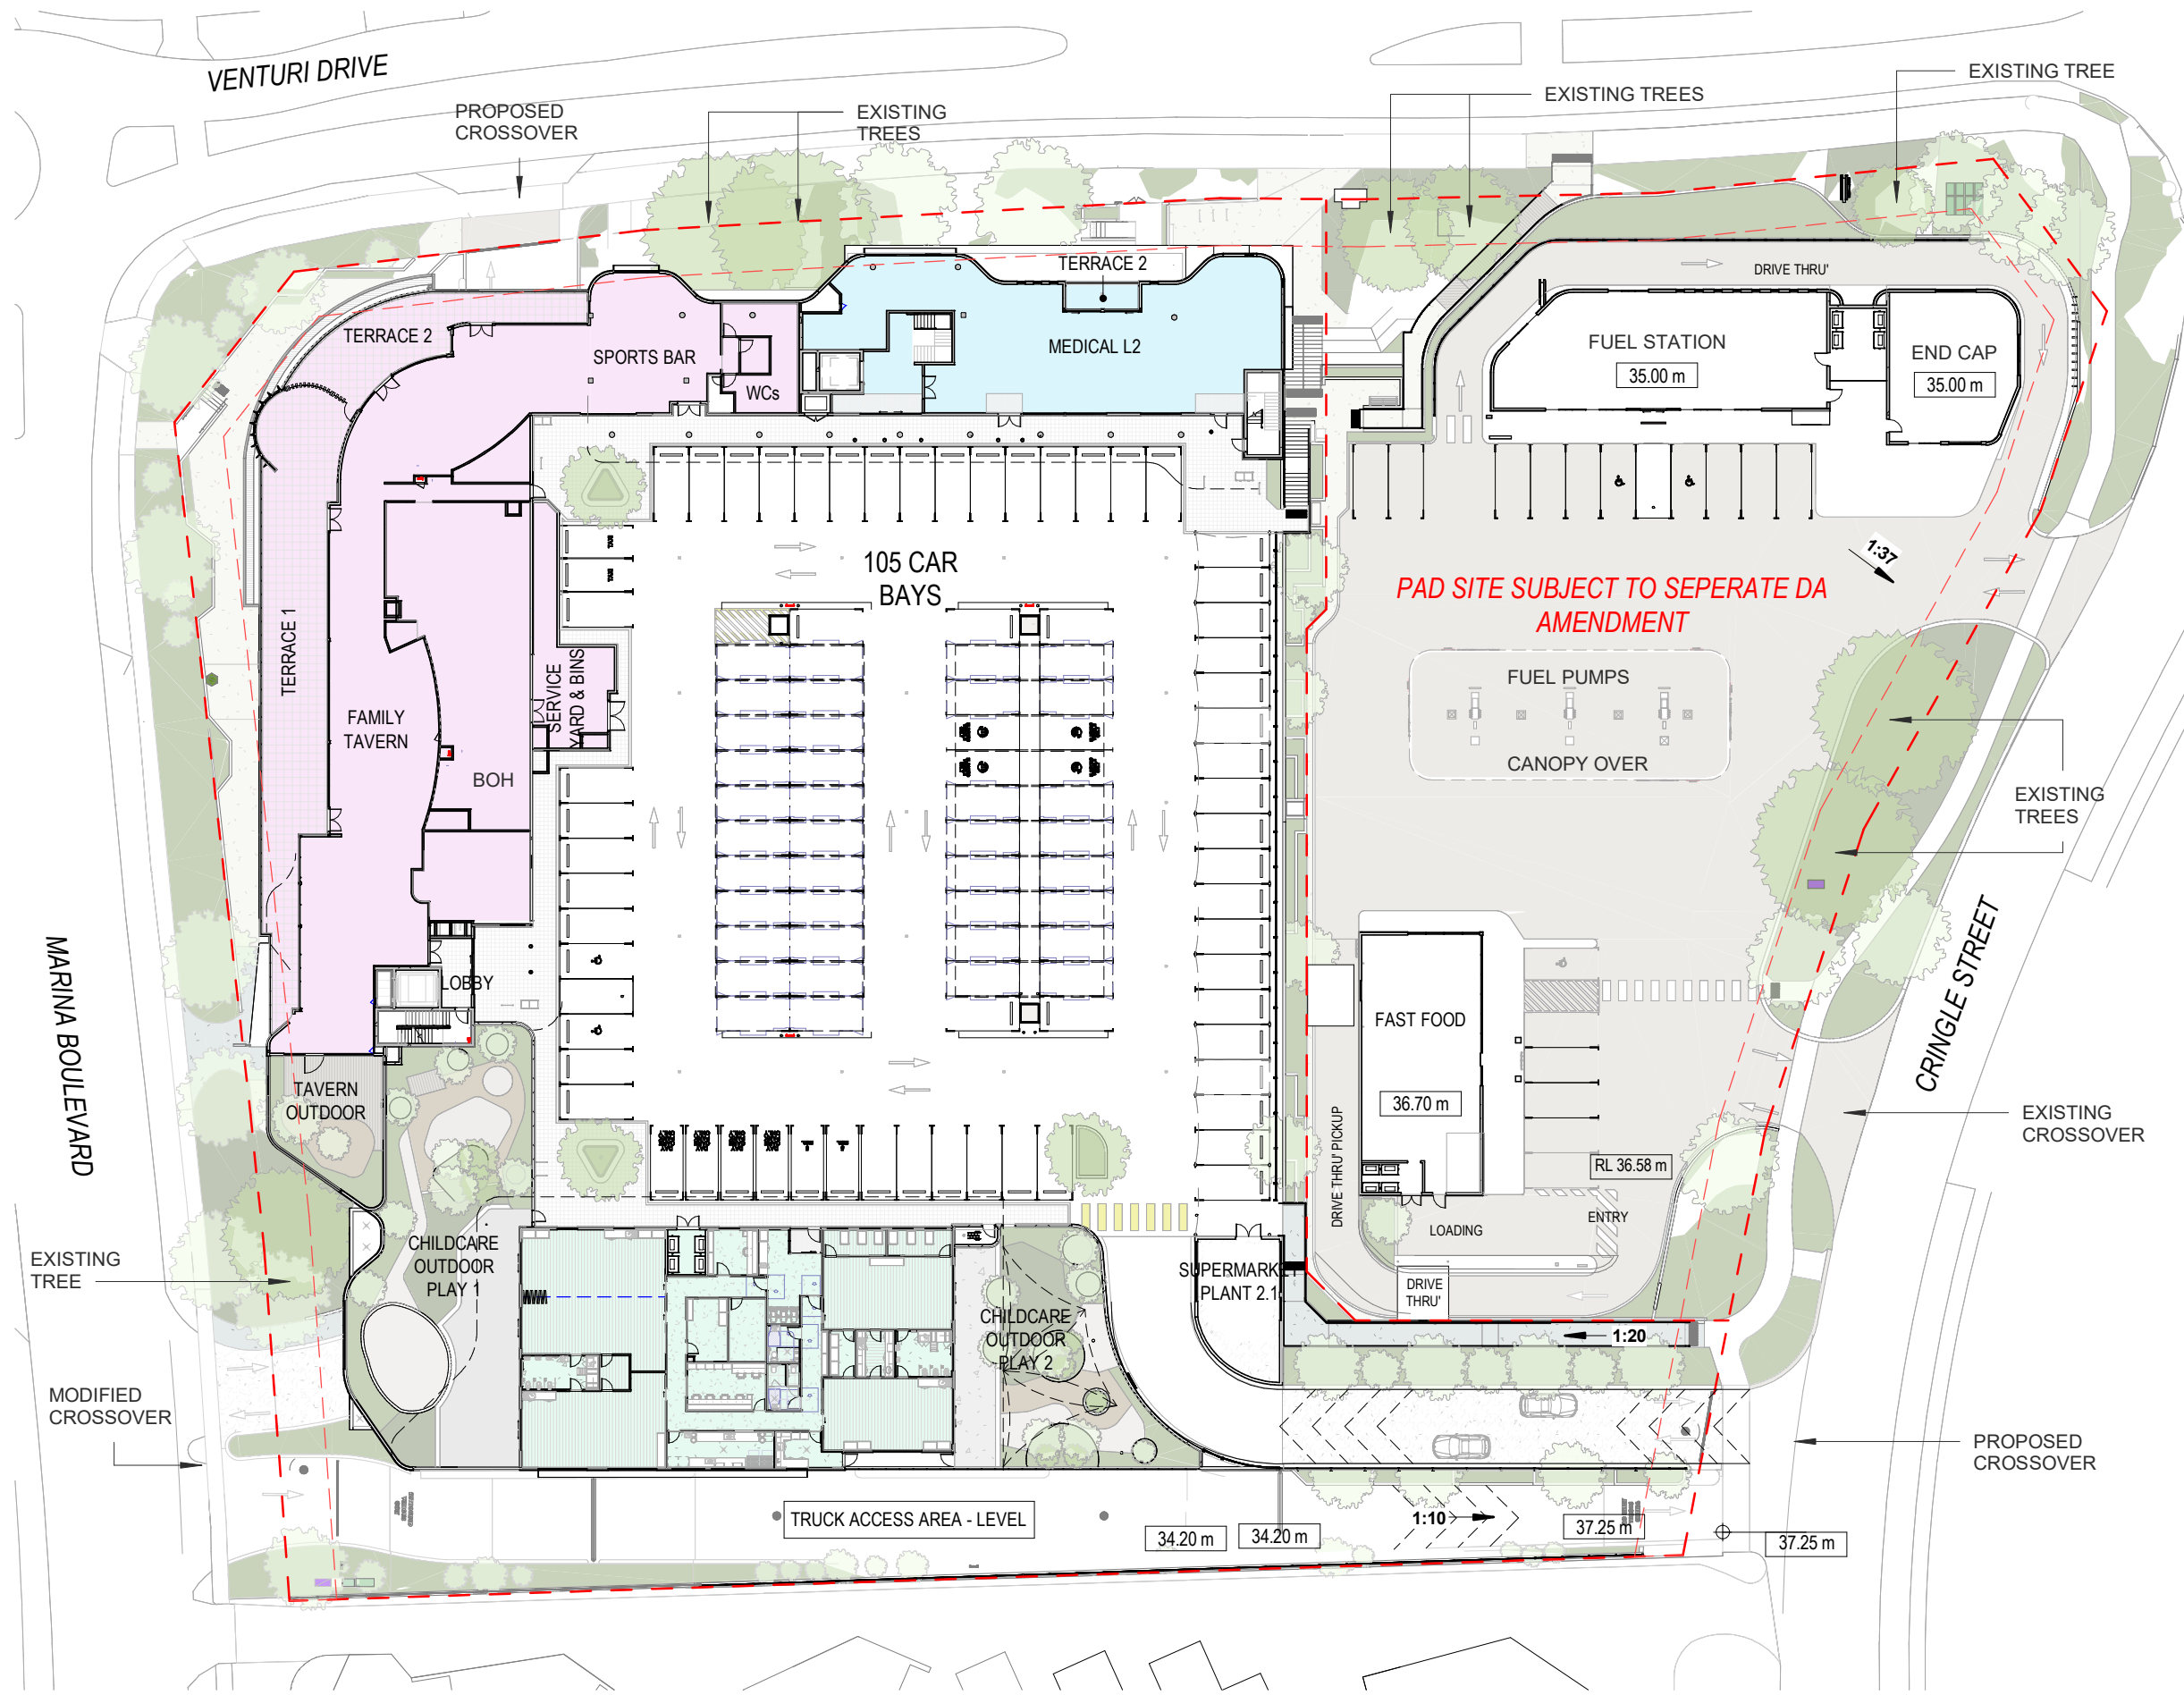 VENTURI DRIVE
PROPOSED
CROSSOVER
EXISTING
TREES
EXISTING TREES
EXISTING TREE
TERRACE 2
DRIVE THRU'
TERRACE 2
SPORTS BAR
MEDICAL L2
WCs
FUEL STATION
35.00 m
END CAP
35.00 m
105 CAR
BAYS
1:37
PAD SITE SUBJECT TO SEPERATE DA
AMENDMENT
TERRACE 1
FAMILY
TAVERN
SERVICE
YARD & BINS
BOH
FUEL PUMPS
CANOPY OVER
EXISTING
TREES
MARINA BOULEVARD
LOBBY
FAST FOOD
36.70 m
CRINGLE STREET
TAVERN
OUTDOOR
DRIVE THRU' PICKUP
EXISTING
CROSSOVER
RL 36.58 m
LOADING
ENTRY
EXISTING
TREE
CHILDCARE
OUTDOOR
PLAY 1
SUPERMARKET
PLANT 2.1
DRIVE
THRU'
CHILDCARE
OUTDOOR
PLAY 2
1:20
MODIFIED
CROSSOVER
PROPOSED
CROSSOVER
TRUCK ACCESS AREA - LEVEL
1:10
34.20 m
34.20 m
37.25 m
37.25 m